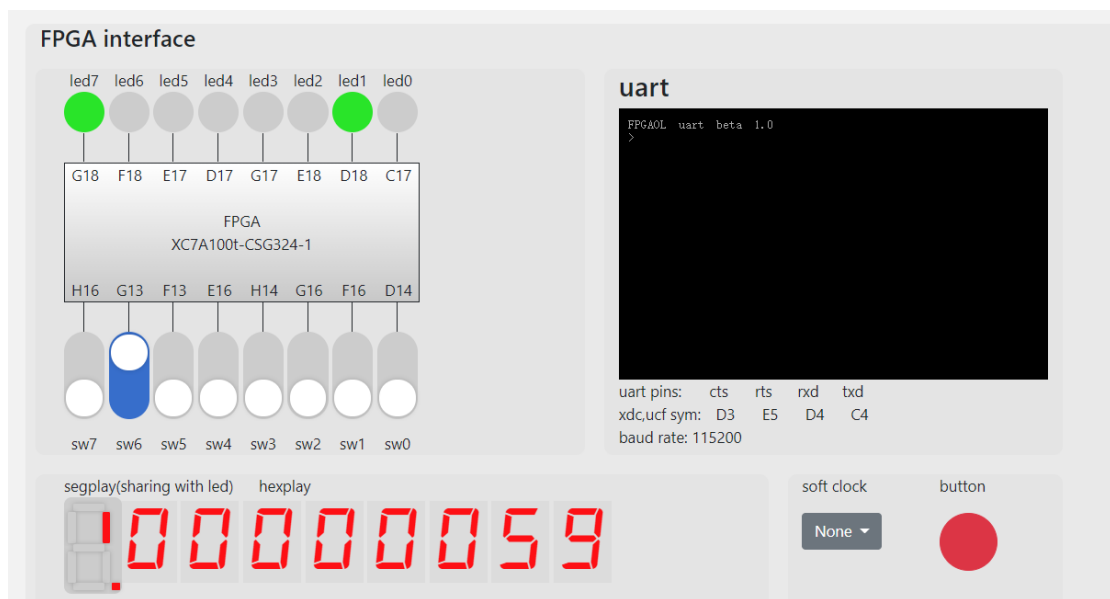 FPGA interface
led7 led6 led5 led4 led3 led2 led1 led0
G18 F18 E17 D17 G17 E18 D18 C17
FPGA
XC7A100t-CSG324-1
H16 G13 F13 E16 H14 G16 F16 D14
sw7 sw6 sw5 sw4 sw3 sw2 sw1 sw0
uart
FPGAOL uart beta 1.0
>
uart pins: cts rts rxd txd
xdc,ucf sym: D3 E5 D4 C4
baud rate: 115200
segplay(sharing with led) hexplay
00000059
soft clock button
None